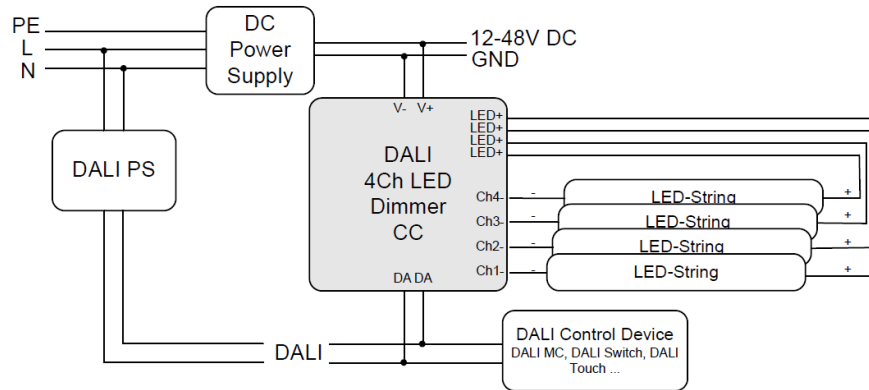 PE
L
N
DC
Power
Supply
12-48V DC
GND
V- V+
LED+
LED+
LED+
LED+
DALI PS
DALI
4Ch LED
Dimmer
CC
Ch4- - LED-String +
Ch3- - LED-String +
Ch2- - LED-String +
Ch1- - LED-String +
DA DA
DALI
DALI Control Device
DALI MC, DALI Switch, DALI
Touch ...